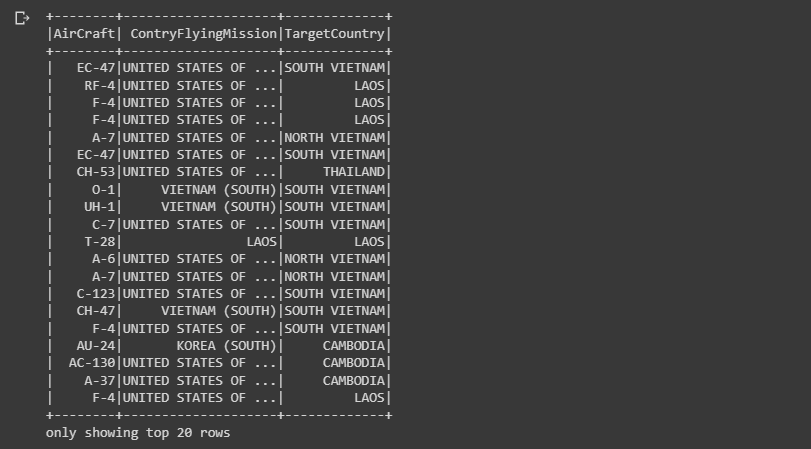 +--------+--------------------+-------------+
|AirCraft| ContryFlyingMission|TargetCountry|
+--------+--------------------+-------------+
|   EC-47|UNITED STATES OF ...|SOUTH VIETNAM|
|    RF-4|UNITED STATES OF ...|         LAOS|
|     F-4|UNITED STATES OF ...|         LAOS|
|     F-4|UNITED STATES OF ...|         LAOS|
|     A-7|UNITED STATES OF ...|NORTH VIETNAM|
|   EC-47|UNITED STATES OF ...|SOUTH VIETNAM|
|   CH-53|UNITED STATES OF ...|     THAILAND|
|     O-1|     VIETNAM (SOUTH)|SOUTH VIETNAM|
|    UH-1|     VIETNAM (SOUTH)|SOUTH VIETNAM|
|     C-7|UNITED STATES OF ...|SOUTH VIETNAM|
|    T-28|                LAOS|         LAOS|
|     A-6|UNITED STATES OF ...|NORTH VIETNAM|
|     A-7|UNITED STATES OF ...|NORTH VIETNAM|
|   C-123|UNITED STATES OF ...|SOUTH VIETNAM|
|   CH-47|     VIETNAM (SOUTH)|SOUTH VIETNAM|
|     F-4|UNITED STATES OF ...|SOUTH VIETNAM|
|   AU-24|       KOREA (SOUTH)|     CAMBODIA|
|  AC-130|UNITED STATES OF ...|     CAMBODIA|
|    A-37|UNITED STATES OF ...|     CAMBODIA|
|     F-4|UNITED STATES OF ...|         LAOS|
+--------+--------------------+-------------+
only showing top 20 rows